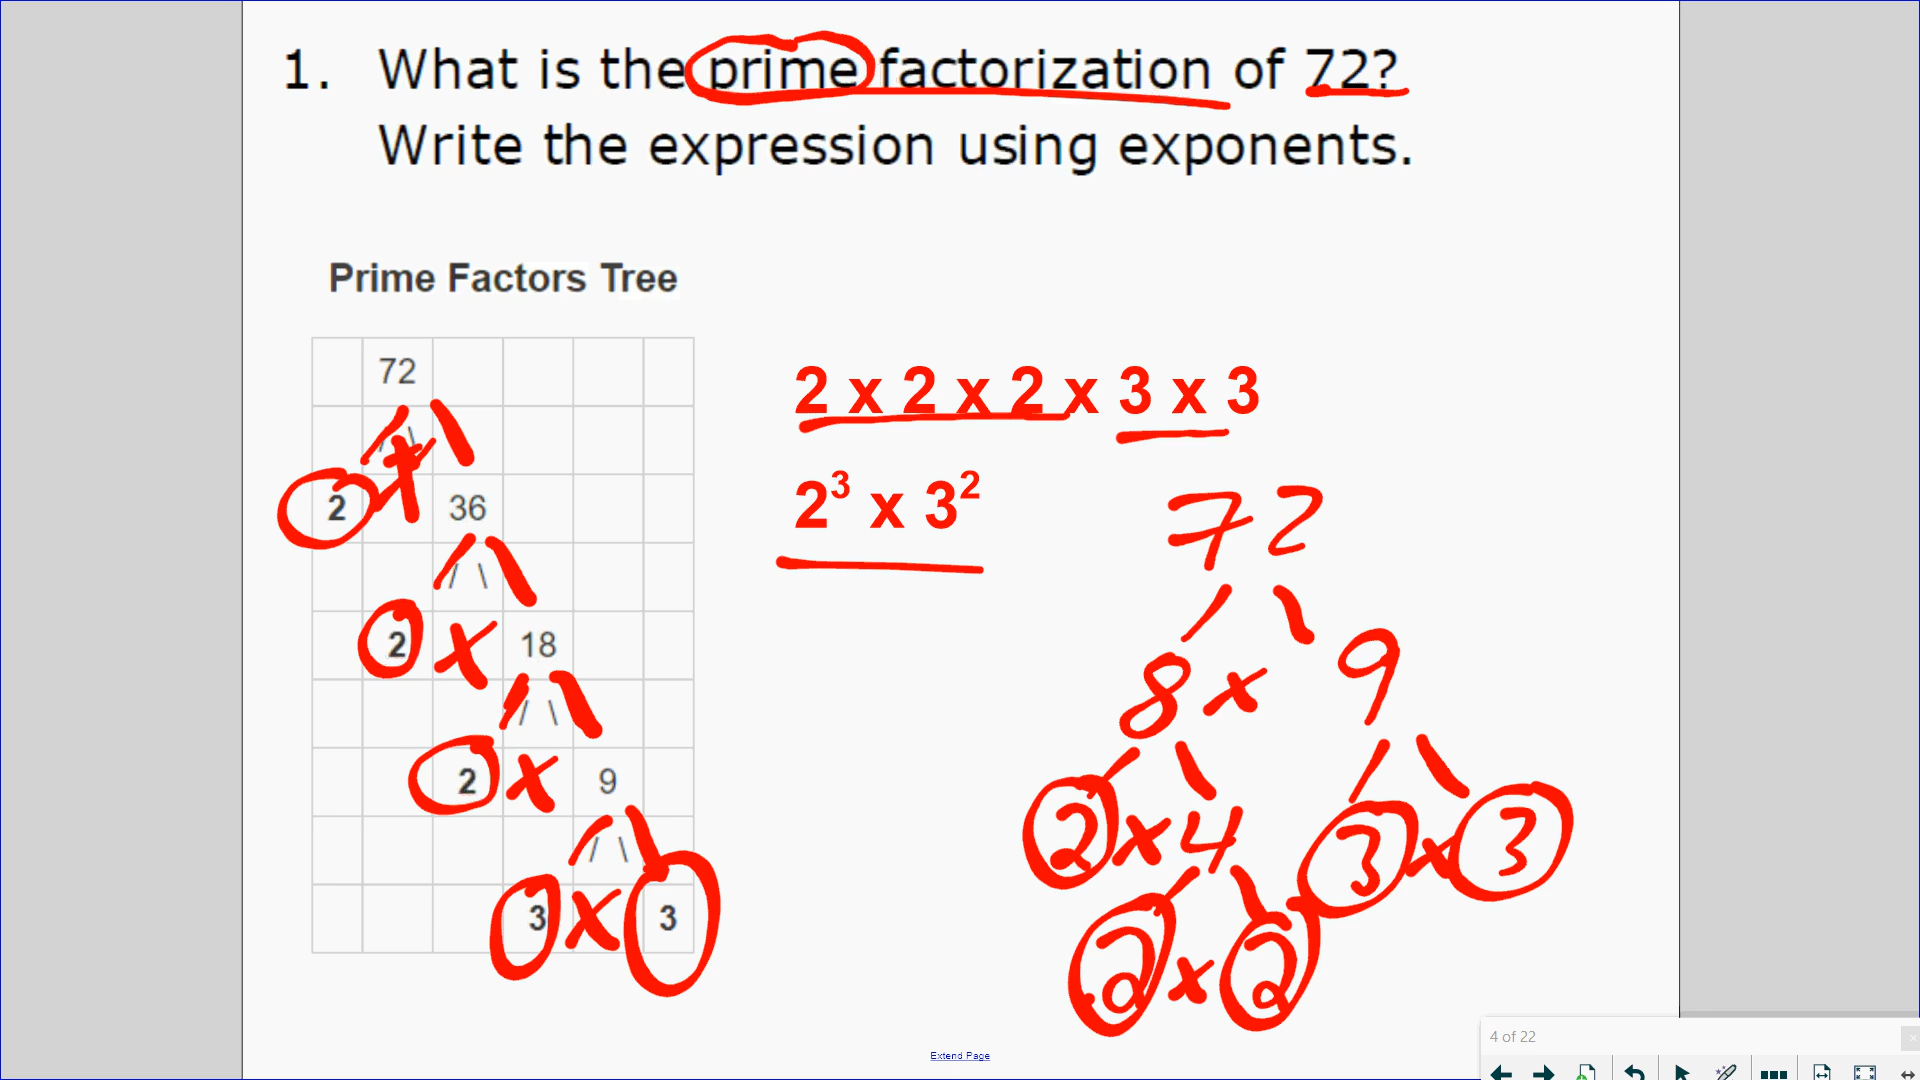 1. What is the prime factorization of 72?
Write the expression using exponents.
Prime Factors Tree
72
/ \
2 x 36
/ \
2 x 18
/ \
2 x 9
/ \
3 x 3
2 x 2 x 2 x 3 x 3
2³ x 3²
72
8 x 9
2 x 4 3 x 3
2 x 2
Extend Page
4 of 22